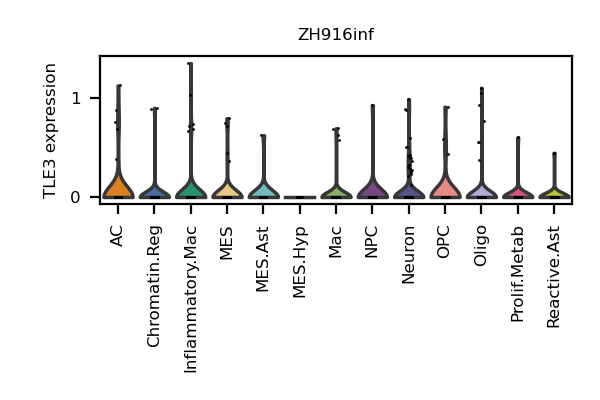 ZH916inf
TLE3 expression
1
0
AC
Chromatin.Reg
Inflammatory.Mac
MES
MES.Ast
MES.Hyp
Mac
NPC
Neuron
OPC
Oligo
Prolif.Metab
Reactive.Ast